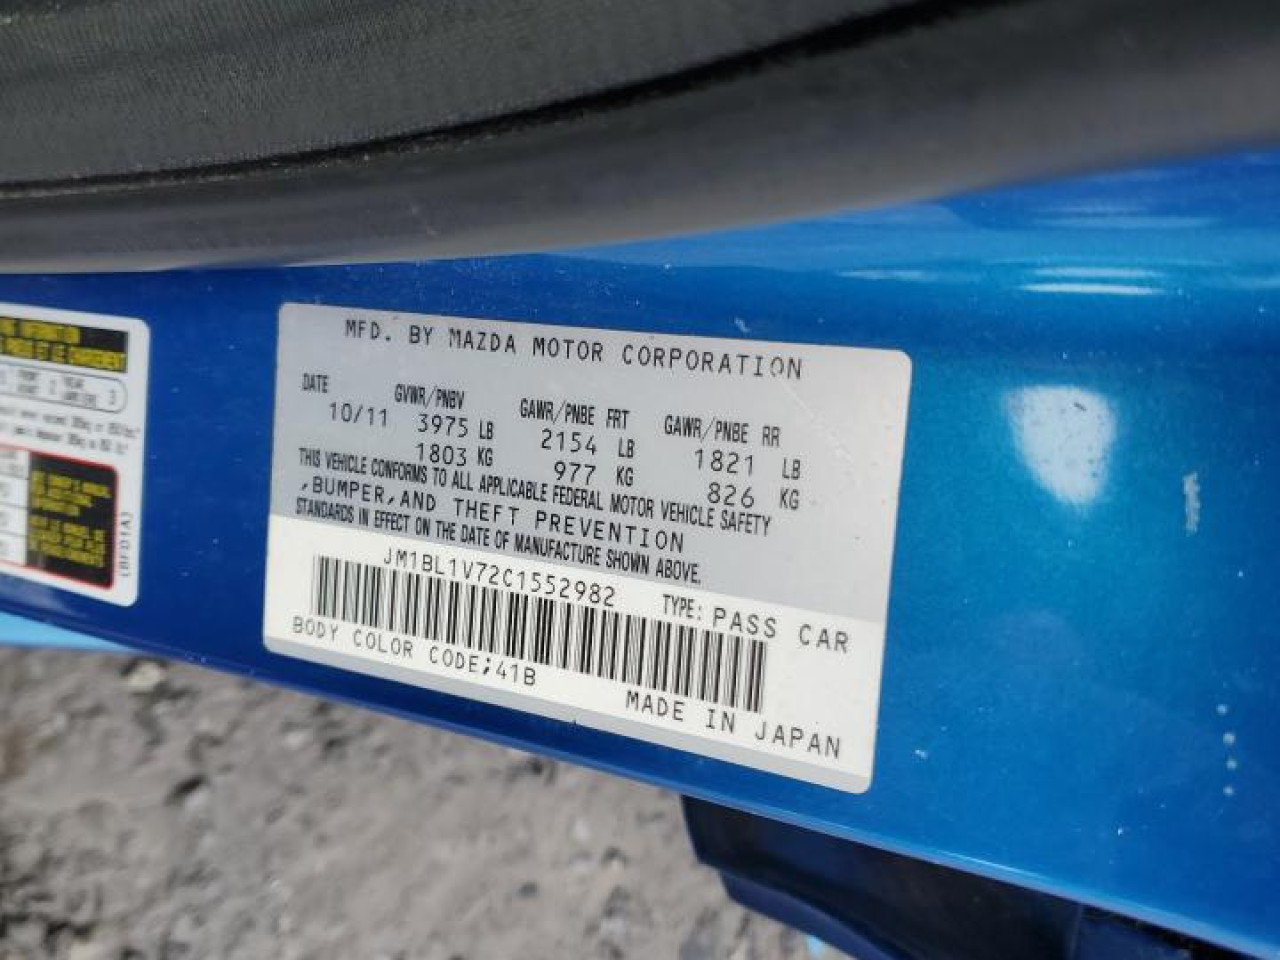 MFD. BY MAZDA MOTOR CORPORATION
DATE GVWR/PNBV GAWR/PNBE FRT GAWR/PNBE RR
10/11 3975 LB 2154 LB 1821 LB
1803 KG 977 KG 826 KG
THIS VEHICLE CONFORMS TO ALL APPLICABLE FEDERAL MOTOR VEHICLE SAFETY
,BUMPER,AND THEFT PREVENTION
STANDARDS IN EFFECT ON THE DATE OF MANUFACTURE SHOWN ABOVE.
JM1BL1V72C1552982 TYPE: PASS CAR
BODY COLOR CODE;41B
MADE IN JAPAN
(BFD1A)